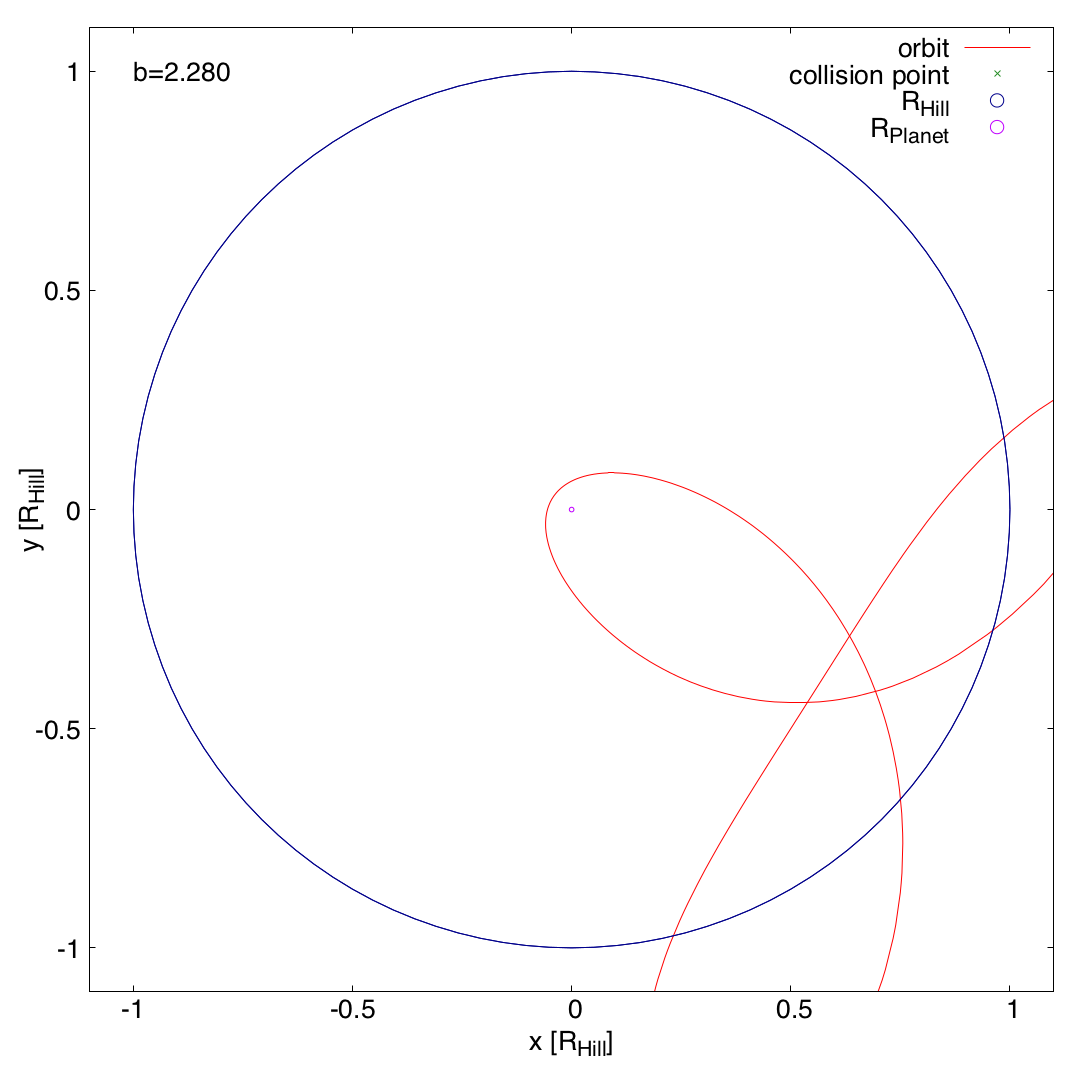 b=2.280
orbit
collision point
R_Hill
R_Planet
1
0.5
0
-0.5
-1
y [R_Hill]
-1
-0.5
0
0.5
1
x [R_Hill]